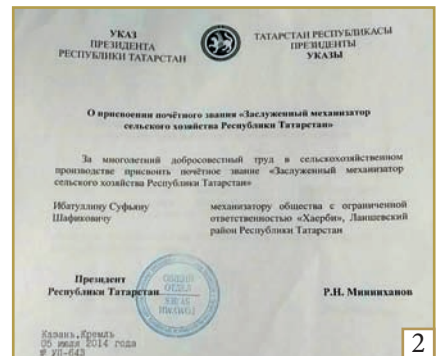 УКАЗ
ПРЕЗИДЕНТА
РЕСПУБЛИКИ ТАТАРСТАН
ТАТАРСТАН РЕСПУБЛИКАСЫ
ПРЕЗИДЕНТЫ
УКАЗЫ
О присвоении почётного звания «Заслуженный механизатор
сельского хозяйства Республики Татарстан»
За многолетний добросовестный труд в сельскохозяйственном
производстве присвоить почётное звание «Заслуженный механизатор
сельского хозяйства Республики Татарстан»
Ибатуллину Суфьяну
Шафиковичу
механизатору общества с ограниченной
ответственностью «Хаерби», Лаишевский
район Республики Татарстан
Президент
Республики Татарстан
ОБЩИЙ
ОТДЕЛ
Р.Н. Минниханов
Казань, Кремль
05 июля 2014 года
№ УП-643
2